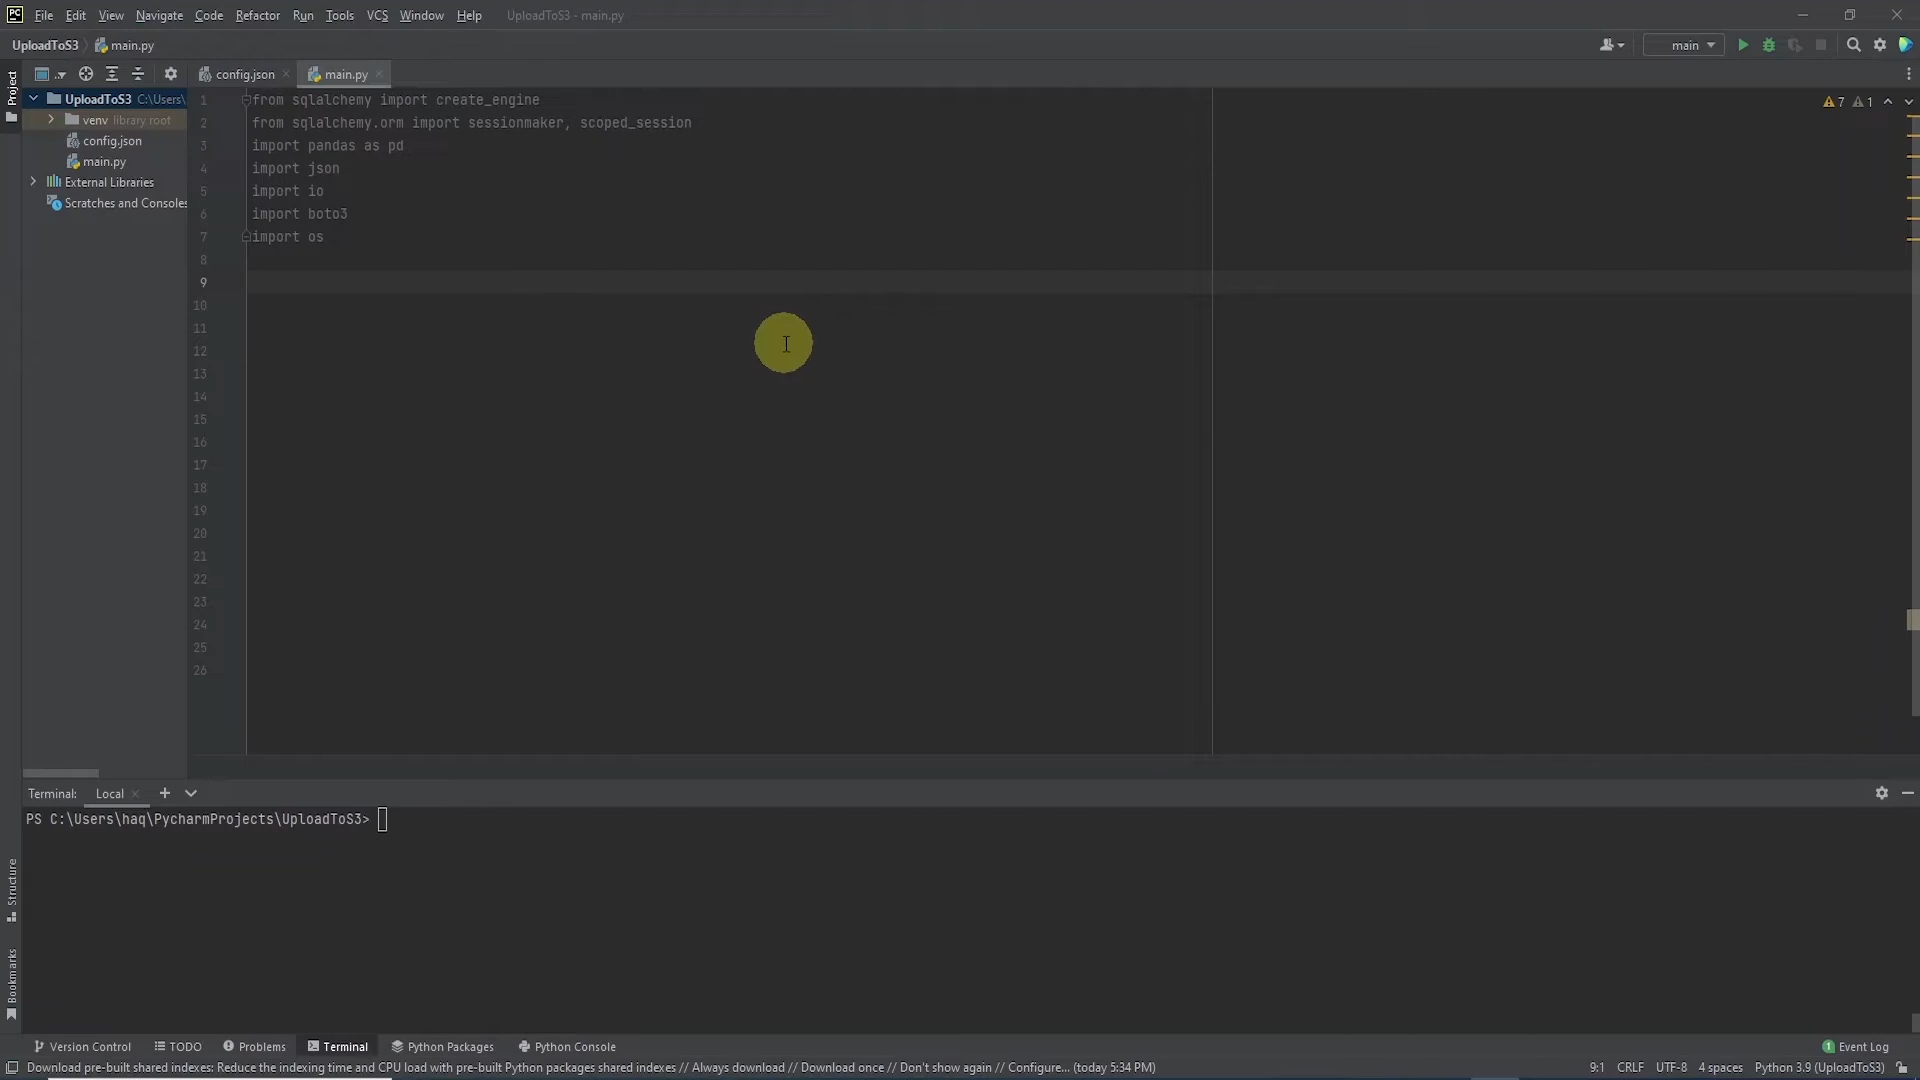 PC File Edit View Navigate Code Refactor Run Tools VCS Window Help UploadToS3 - main.py
UploadToS3 main.py main
Project config.json main.py
UploadToS3 C:\Users\
venv library root
config.json
main.py
External Libraries
Scratches and Consoles
7 1
1 from sqlalchemy import create_engine
2 from sqlalchemy.orm import sessionmaker, scoped_session
3 import pandas as pd
4 import json
5 import io
6 import boto3
7 import os
8
9
10
11
12
13
14
15
16
17
18
19
20
21
22
23
24
25
26
Terminal: Local
PS C:\Users\haq\PycharmProjects\UploadToS3>
Structure
Bookmarks
Version Control TODO Problems Terminal Python Packages Python Console 1 Event Log
Download pre-built shared indexes: Reduce the indexing time and CPU load with pre-built Python packages shared indexes // Always download // Download once // Don't show again // Configure... (today 5:34 PM) 9:1 CRLF UTF-8 4 spaces Python 3.9 (UploadToS3)